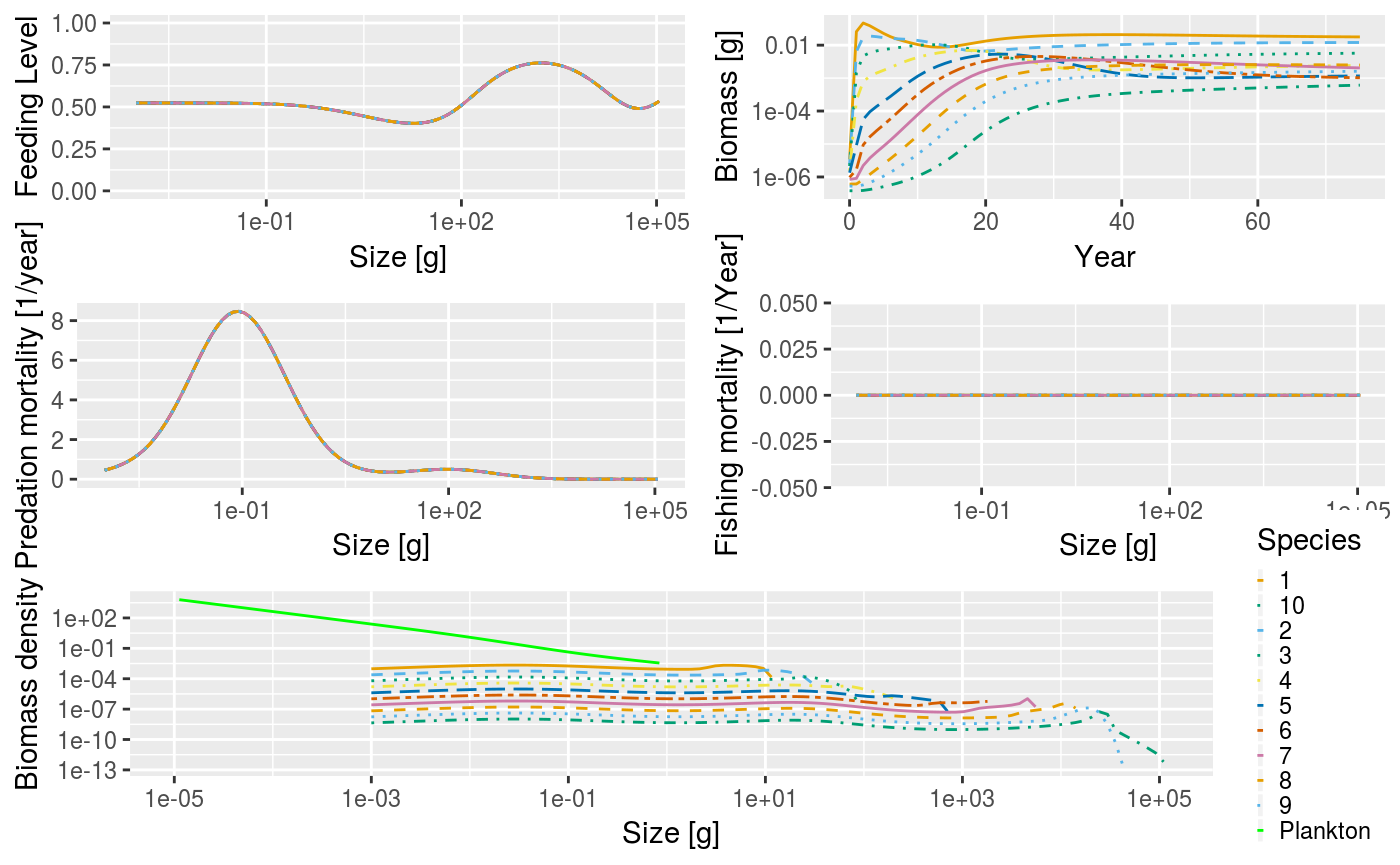 Feeding Level
1.00
0.75
0.50
0.25
0.00
1e-01
1e+02
1e+05
Size [g]
Biomass [g]
0.01
1e-04
1e-06
0
20
40
60
Year
Predation mortality [1/year]
8
6
4
2
0
1e-01
1e+02
1e+05
Size [g]
Fishing mortality [1/Year]
0.050
0.025
0.000
-0.025
-0.050
1e-01
1e+02
1e+05
Size [g]
Biomass density
1e+02
1e-01
1e-04
1e-07
1e-10
1e-13
1e-05
1e-03
1e-01
1e+01
1e+03
1e+05
Size [g]
Species
1
10
2
3
4
5
6
7
8
9
Plankton